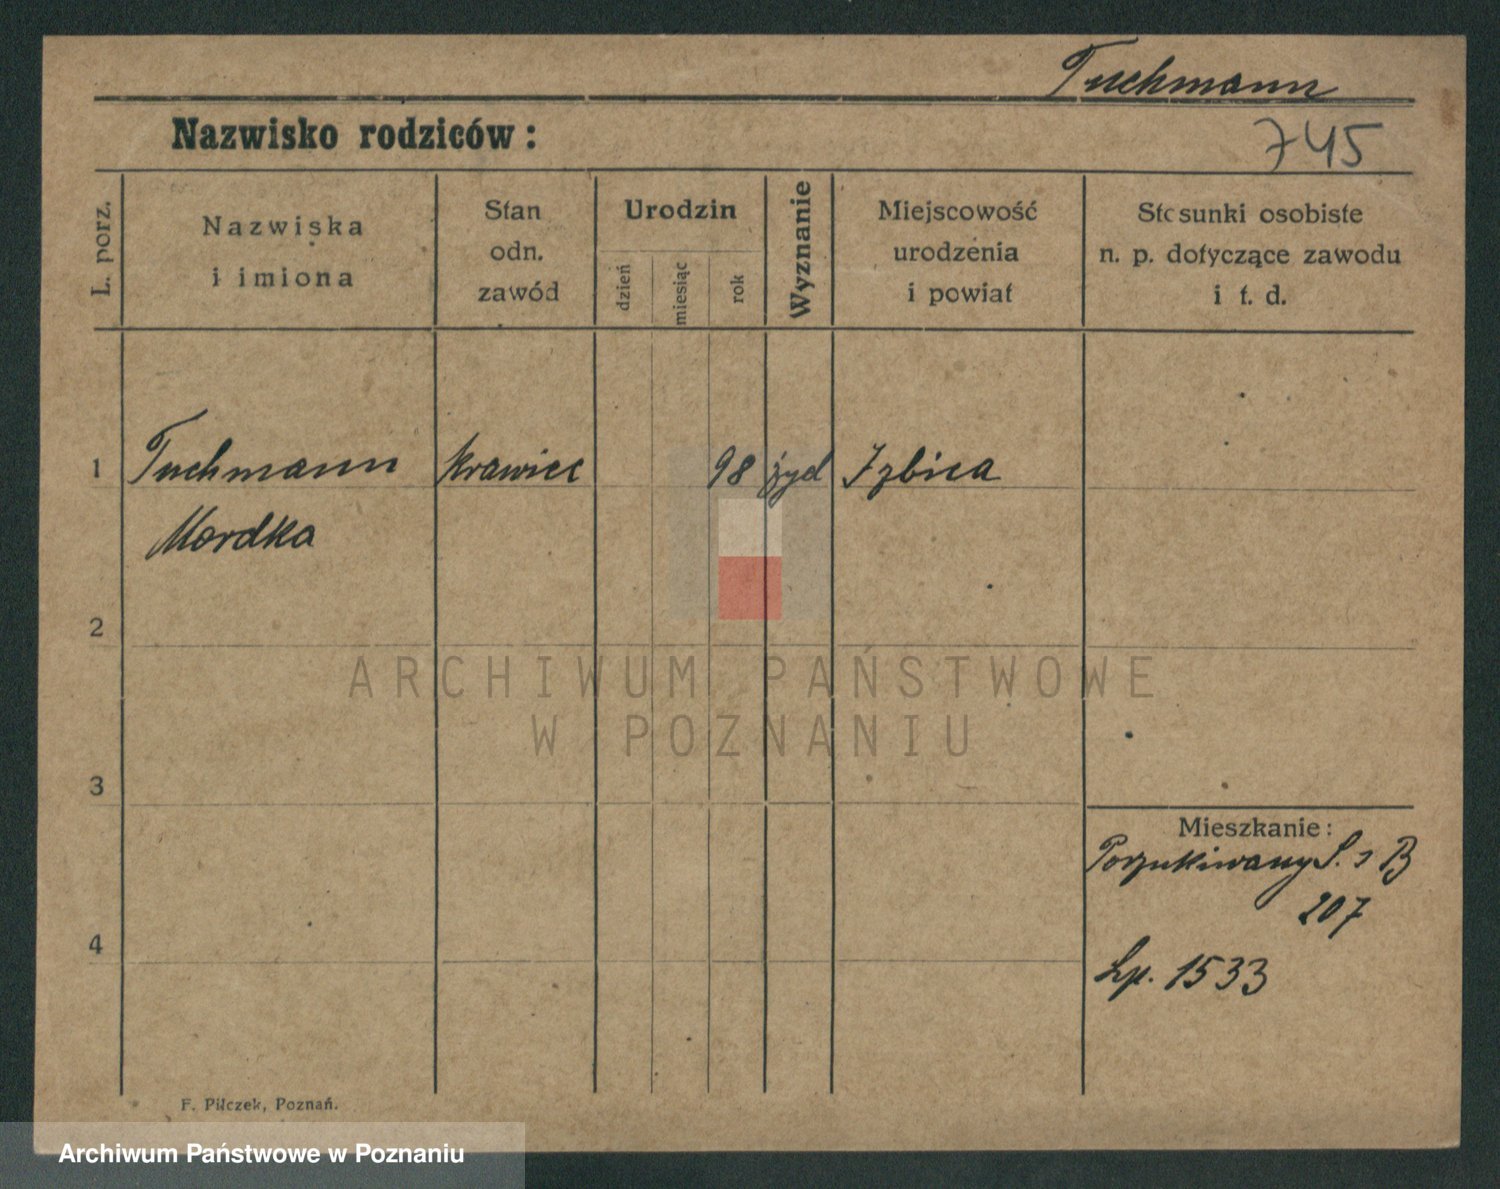 Tuchmann
Nazwisko rodziców:
745
L. porz.
Nazwiska
i imiona
Stan
odn.
zawód
Urodzin
dzień
miesiąc
rok
Wyznanie
Miejscowość
urodzenia
i powiat
Stosunki osobiste
n. p. dotyczące zawodu
i t. d.
1
Tuchmann
Mordka
krawiec
98
żyd
Izbica
2
3
4
ARCHIWUM PAŃSTWOWE
W POZNANIU
Mieszkanie:
Poszukiwany S. B
207
Lp. 1533
F. Pilczek, Poznań.
Archiwum Państwowe w Poznaniu